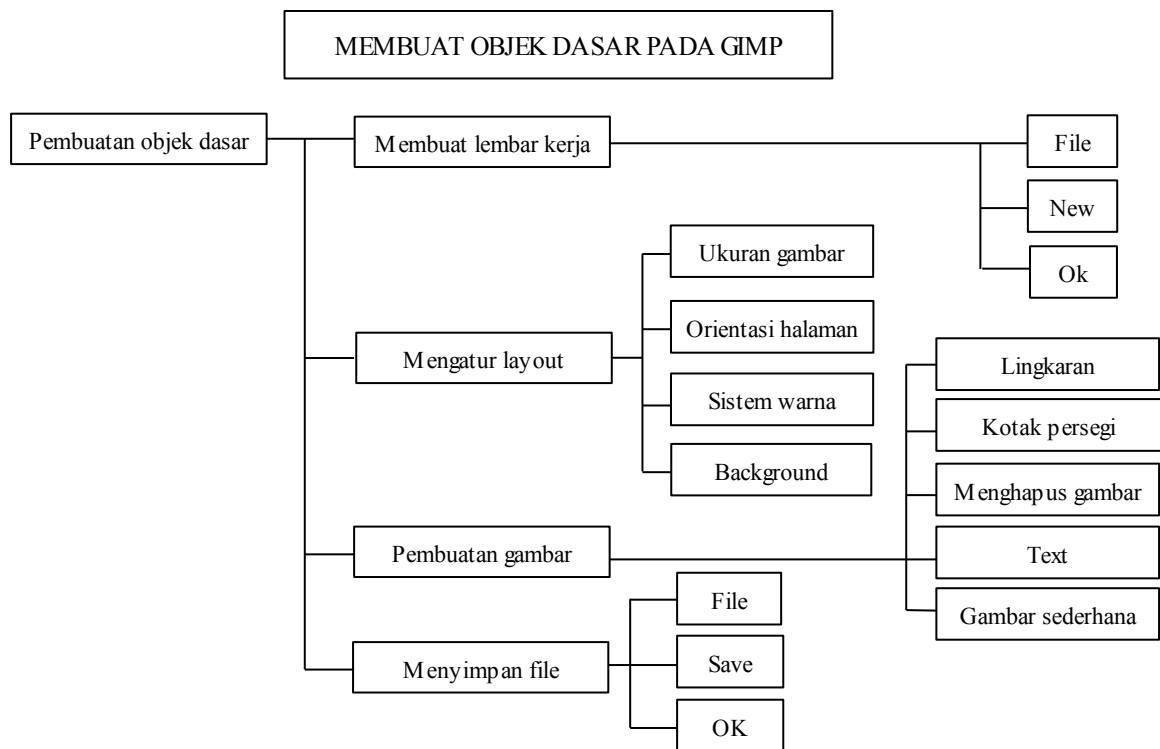 MEMBUAT OBJEK DASAR PADA GIMP
Pembuatan objek dasar
Membuat lembar kerja
File
New
Ok
Mengatur layout
Ukuran gambar
Orientasi halaman
Sistem warna
Background
Pembuatan gambar
Lingkaran
Kotak persegi
Menghapus gambar
Text
Gambar sederhana
Menyimpan file
File
Save
OK